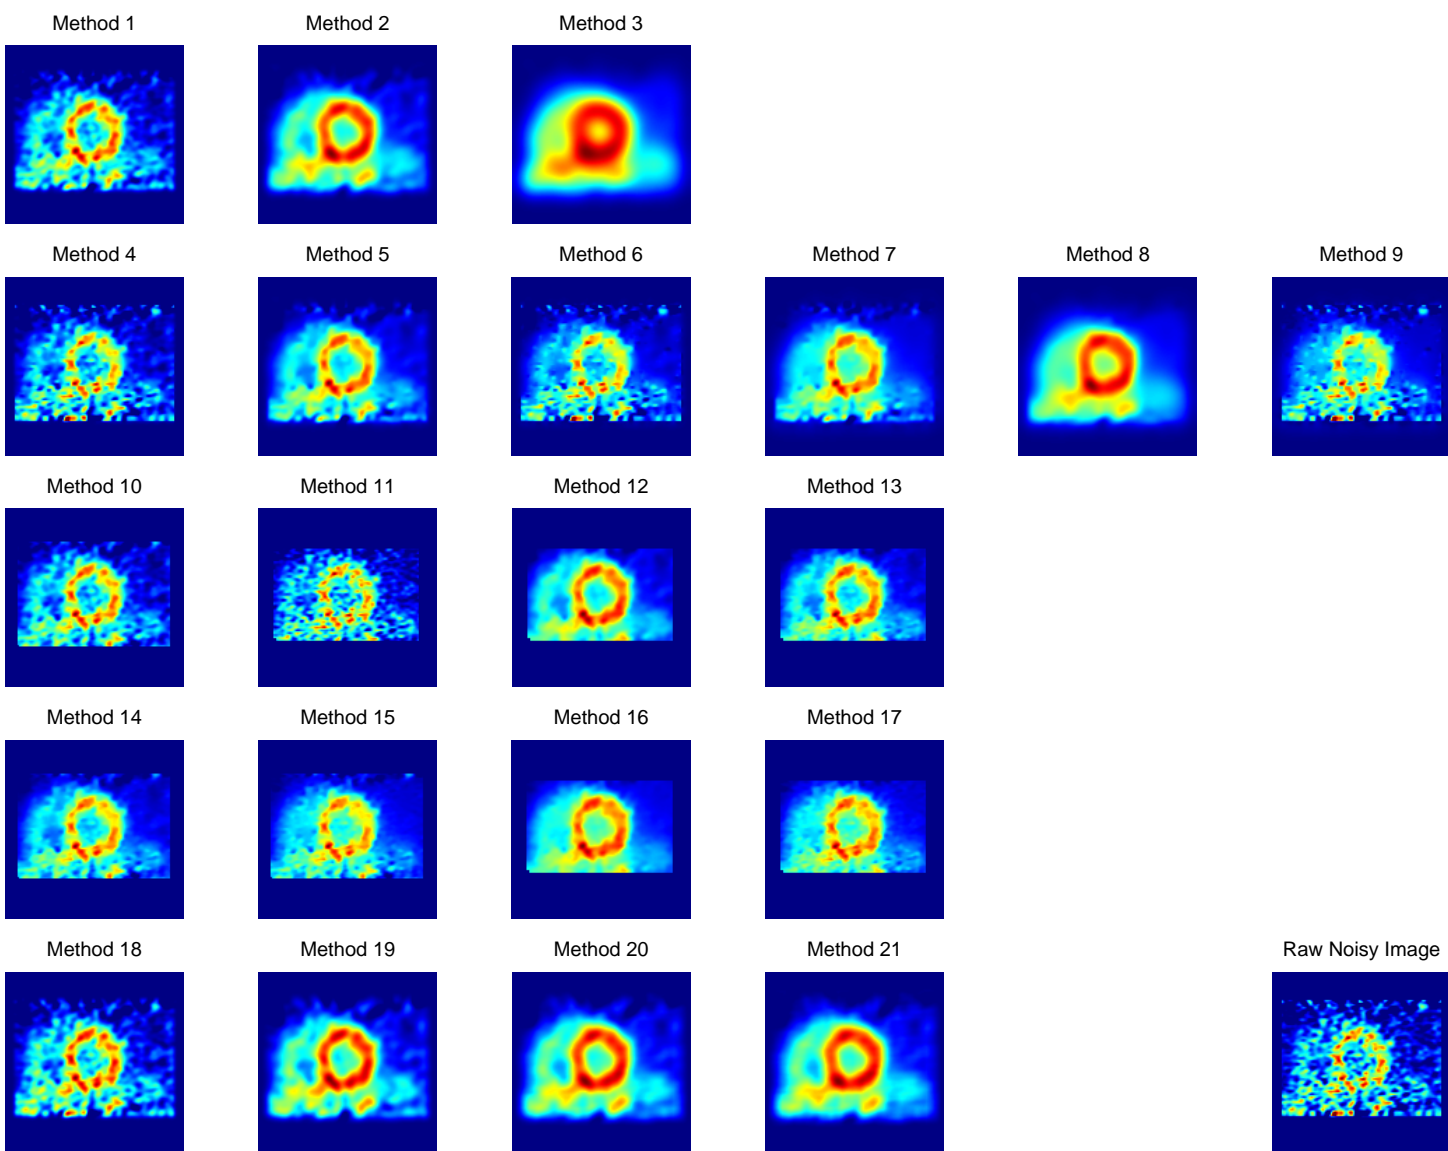 Method 1
Method 2
Method 3
Method 4
Method 5
Method 6
Method 7
Method 8
Method 9
Method 10
Method 11
Method 12
Method 13
Method 14
Method 15
Method 16
Method 17
Method 18
Method 19
Method 20
Method 21
Raw Noisy Image